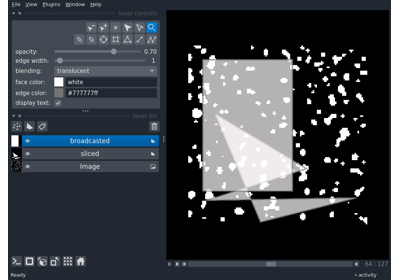 File View Plugins Window Help
layer controls
opacity: 0.70
edge width: 1
blending: translucent
face color: white
edge color: #777777ff
display text:
layer list
broadcasted
sliced
Image
64 127
Ready activity